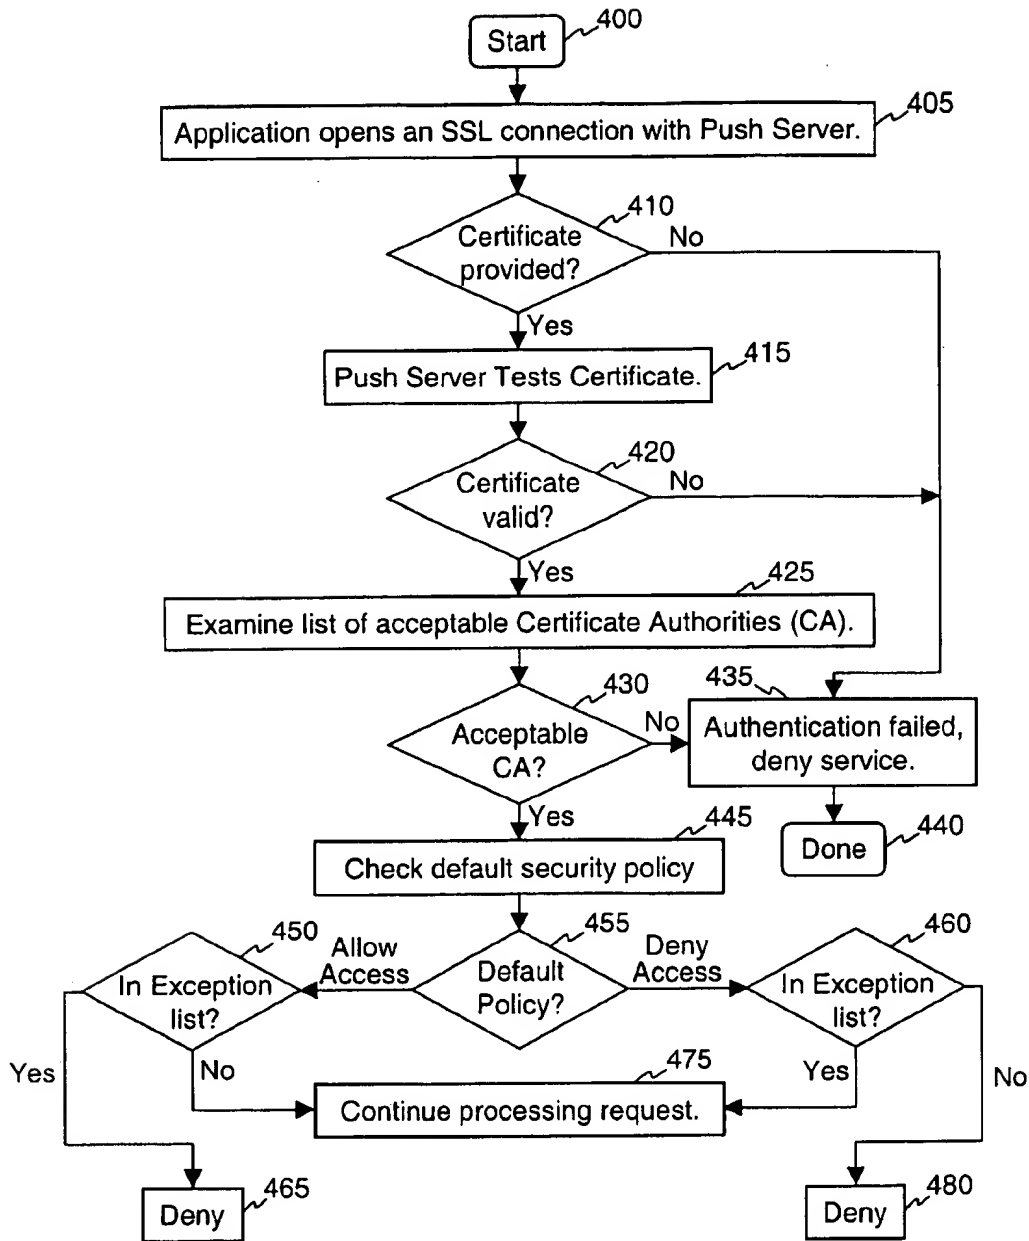 Start
400
Application opens an SSL connection with Push Server.
405
410
Certificate
provided?
No
Yes
Push Server Tests Certificate.
415
420
Certificate
valid?
No
Yes
425
Examine list of acceptable Certificate Authorities (CA).
430
Acceptable
CA?
No
435
Authentication failed,
deny service.
Yes
445
Done
440
Check default security policy
450
In Exception
list?
Allow
Access
455
Default
Policy?
Deny
Access
460
In Exception
list?
Yes
No
475
Continue processing request.
Yes
No
Deny
465
Deny
480